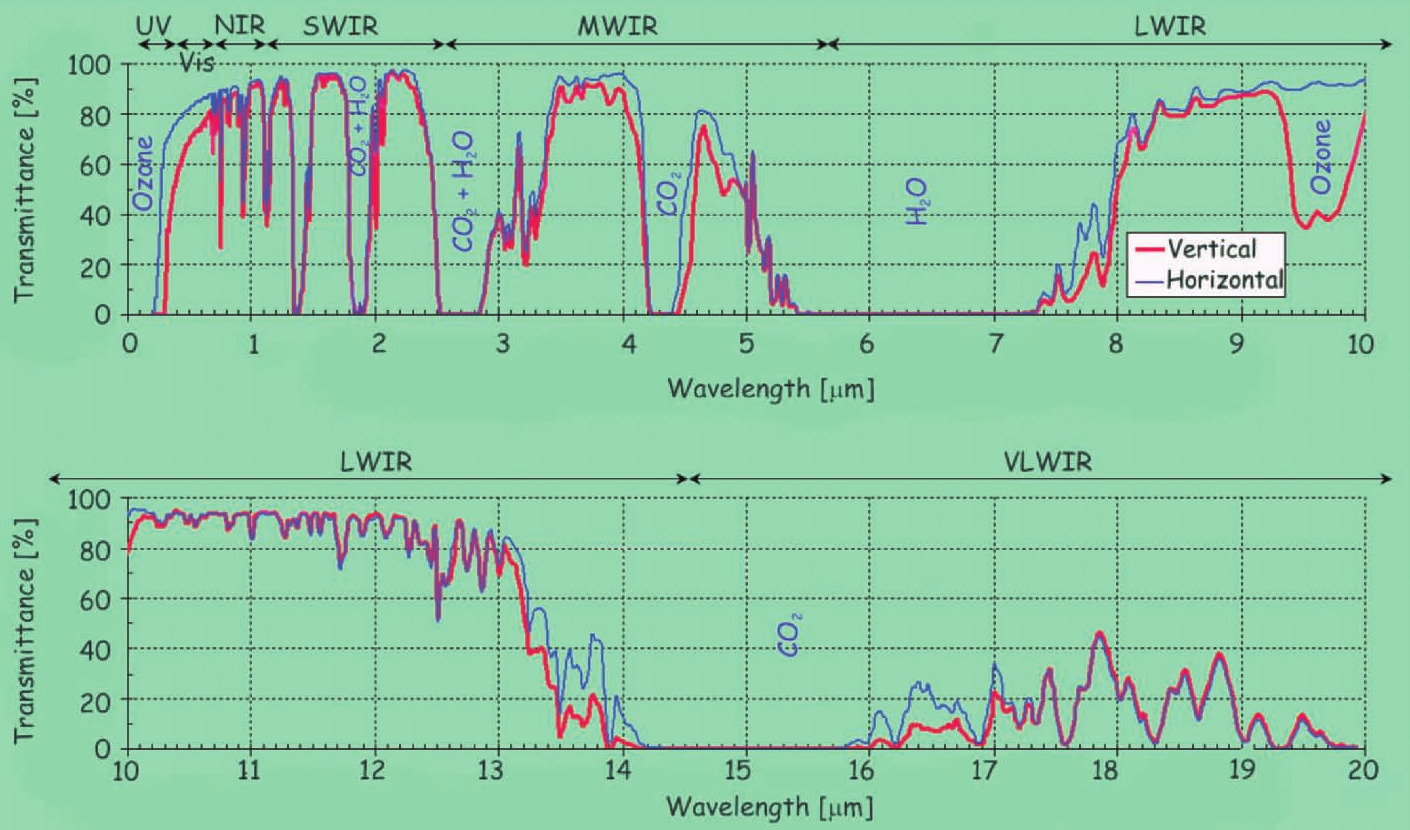 UV NIR SWIR MWIR LWIR
Vis
Transmittance [%]
100
80
60
40
20
0
Ozone
CO₂ + H₂O
CO₂ + H₂O
CO₂
H₂O
Ozone
Vertical
Horizontal
0 1 2 3 4 5 6 7 8 9 10
Wavelength [μm]
LWIR VLWIR
Transmittance [%]
100
80
60
40
20
0
CO₂
10 11 12 13 14 15 16 17 18 19 20
Wavelength [μm]